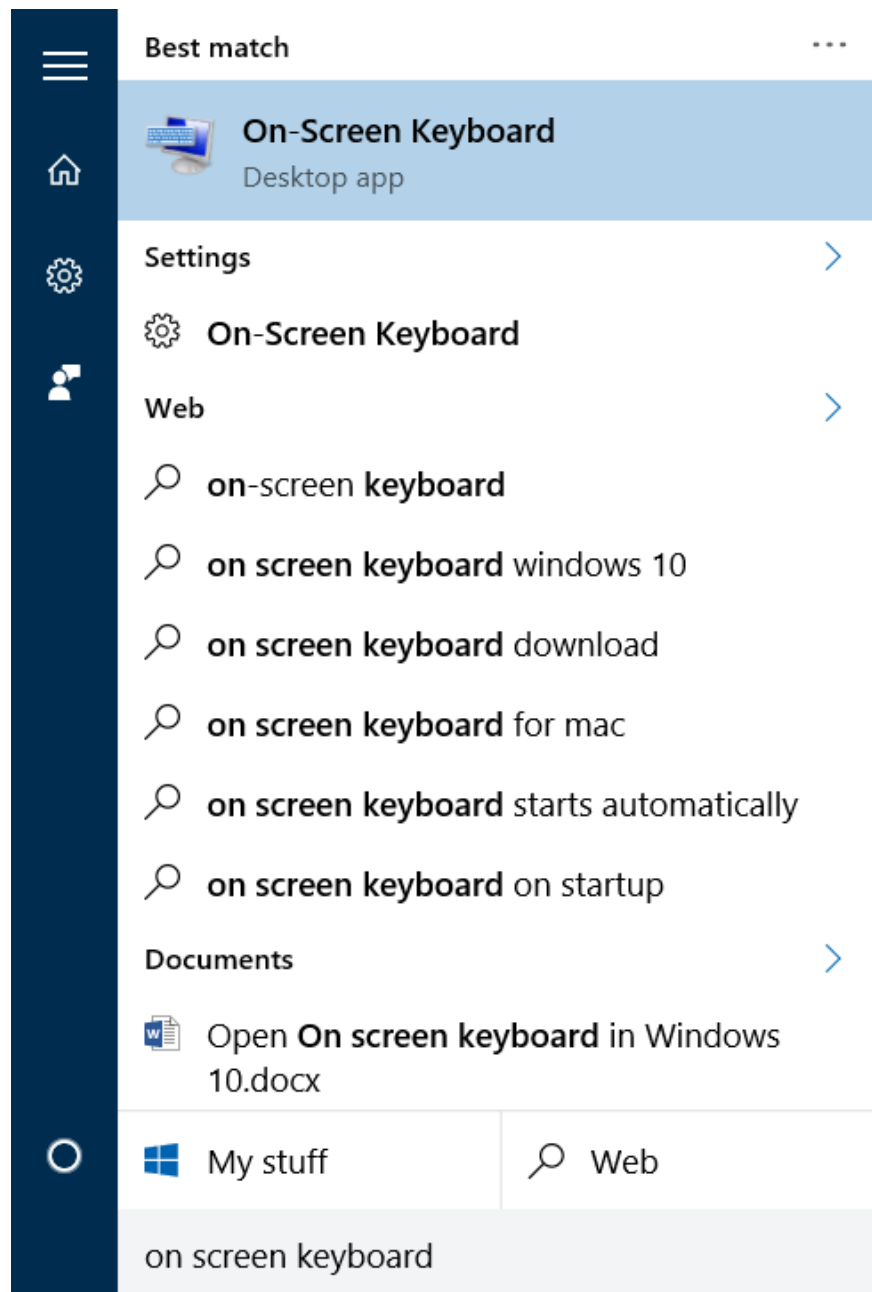 Best match
On-Screen Keyboard
Desktop app
Settings
On-Screen Keyboard
Web
on-screen keyboard
on screen keyboard windows 10
on screen keyboard download
on screen keyboard for mac
on screen keyboard starts automatically
on screen keyboard on startup
Documents
Open On screen keyboard in Windows
10.docx
My stuff
Web
on screen keyboard